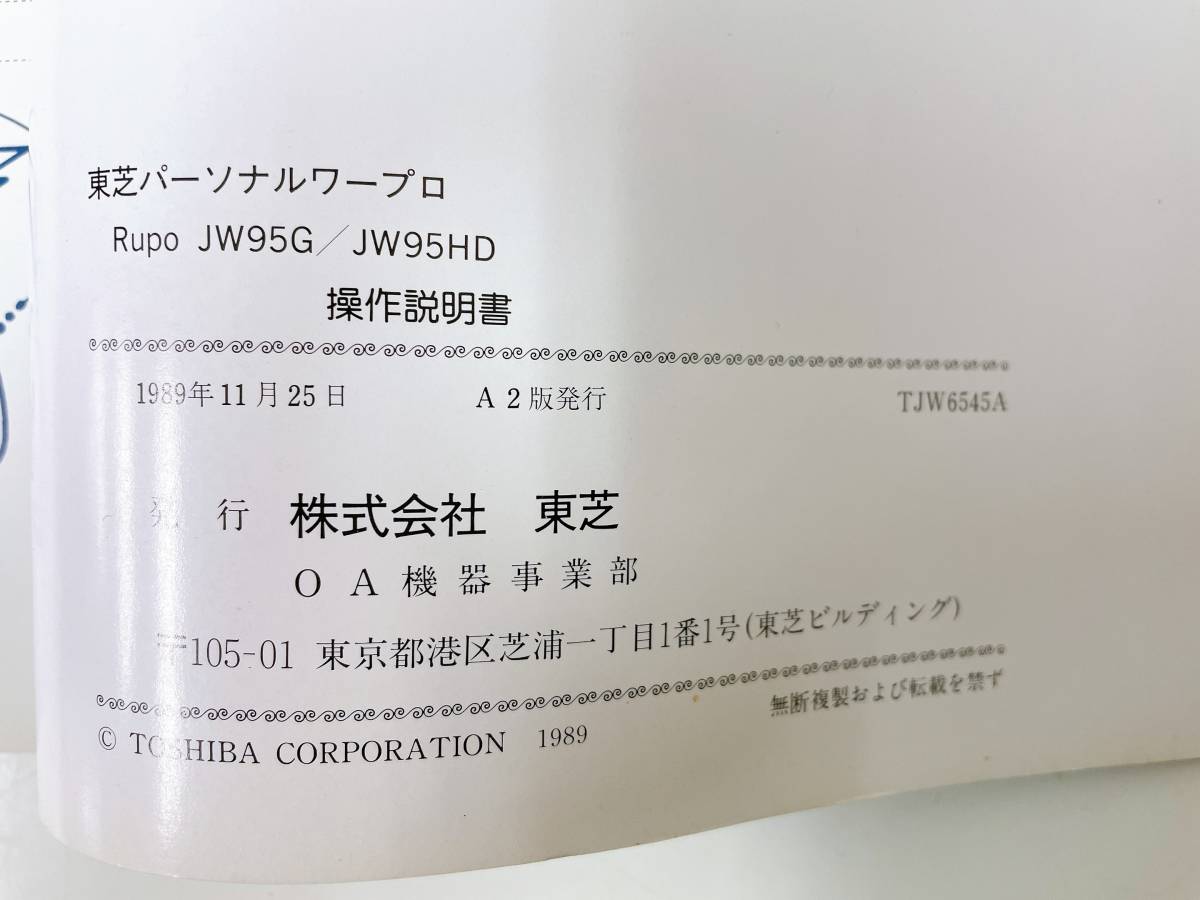 東芝パーソナルワープロ
Rupo JW95G／JW95HD
操作説明書
1989年11月25日 A2版発行 TJW6545A
発行 株式会社 東芝
OA機器事業部
〒105-01 東京都港区芝浦一丁目1番1号(東芝ビルディング)
無断複製および転載を禁ず
© TOSHIBA CORPORATION 1989